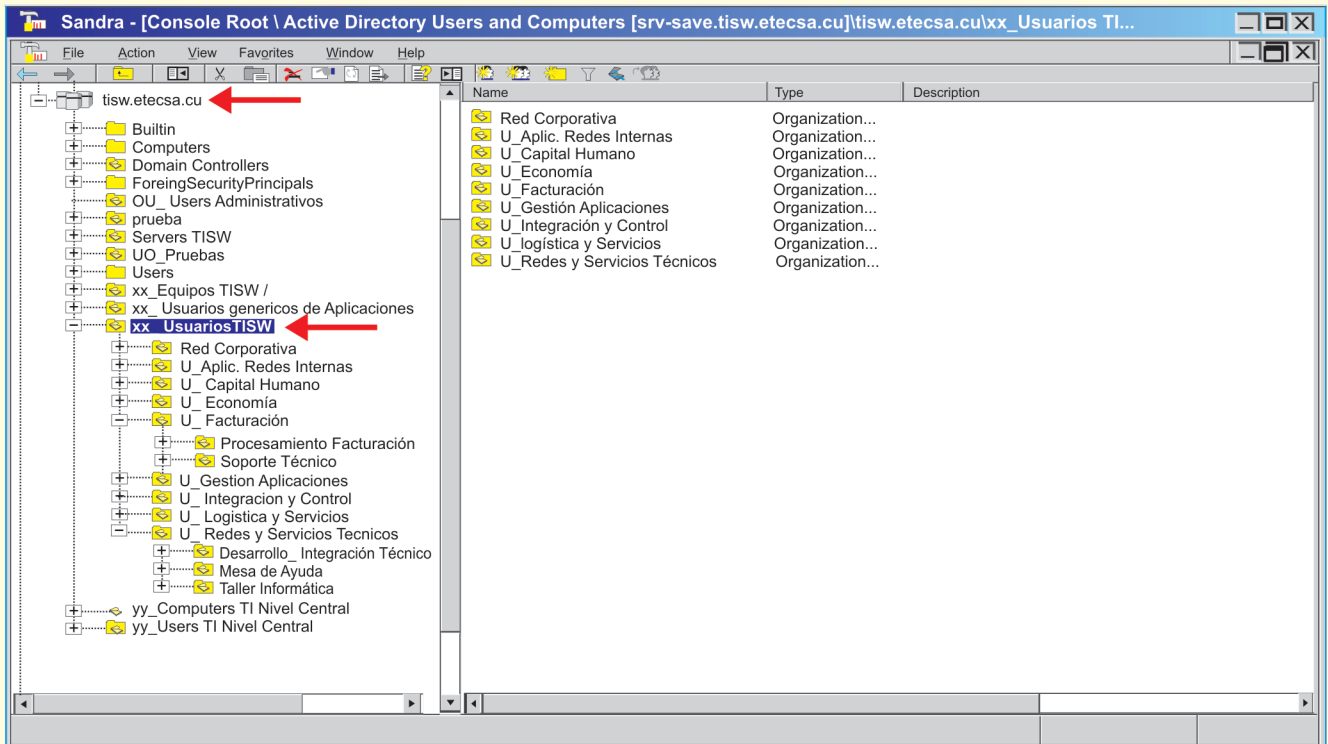 Sandra - [Console Root \ Active Directory Users and Computers [srv-save.tisw.etecsa.cu]\tisw.etecsa.cu\xx_Usuarios TI...
File Action View Favorites Window Help
tisw.etecsa.cu
Builtin
Computers
Domain Controllers
ForeingSecurityPrincipals
OU_ Users Administrativos
prueba
Servers TISW
UO_Pruebas
Users
xx_Equipos TISW /
xx_ Usuarios genericos de Aplicaciones
xx_ UsuariosTISW
Red Corporativa
U_Aplic. Redes Internas
U_ Capital Humano
U_ Economía
U_ Facturación
Procesamiento Facturación
Soporte Técnico
U_Gestion Aplicaciones
U_ Integracion y Control
U_ Logistica y Servicios
U_ Redes y Servicios Tecnicos
Desarrollo_ Integración Técnico
Mesa de Ayuda
Taller Informática
yy_Computers TI Nivel Central
yy_Users TI Nivel Central
Name Type Description
Red Corporativa Organization...
U_Aplic. Redes Internas Organization...
U_Capital Humano Organization...
U_Economía Organization...
U_Facturación Organization...
U_Gestión Aplicaciones Organization...
U_Integración y Control Organization...
U_logística y Servicios Organization...
U_Redes y Servicios Técnicos Organization...